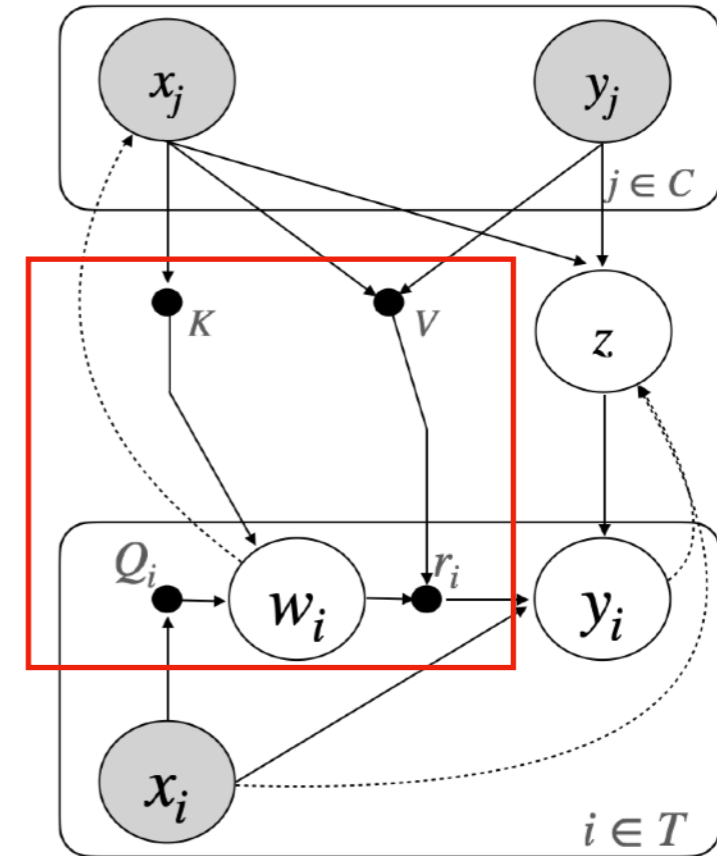 x_j y_j
j ∈ C
K V
z
Q_i r_i
w_i y_i
x_i
i ∈ T